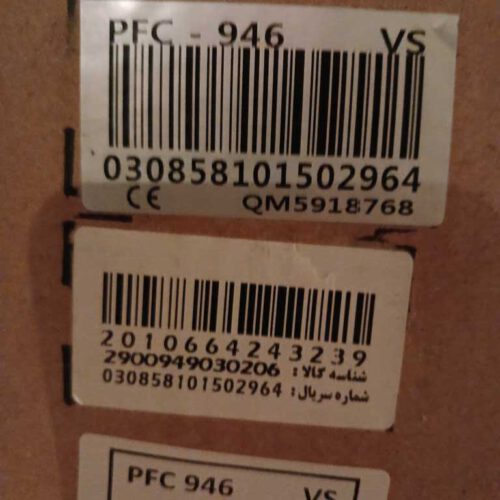 PFC - 946 VS
030858101502964
CE QM5918768
2010664243239
شناسه کالا: 2900949030206
شماره سریال: 030858101502964
PFC 946 VS